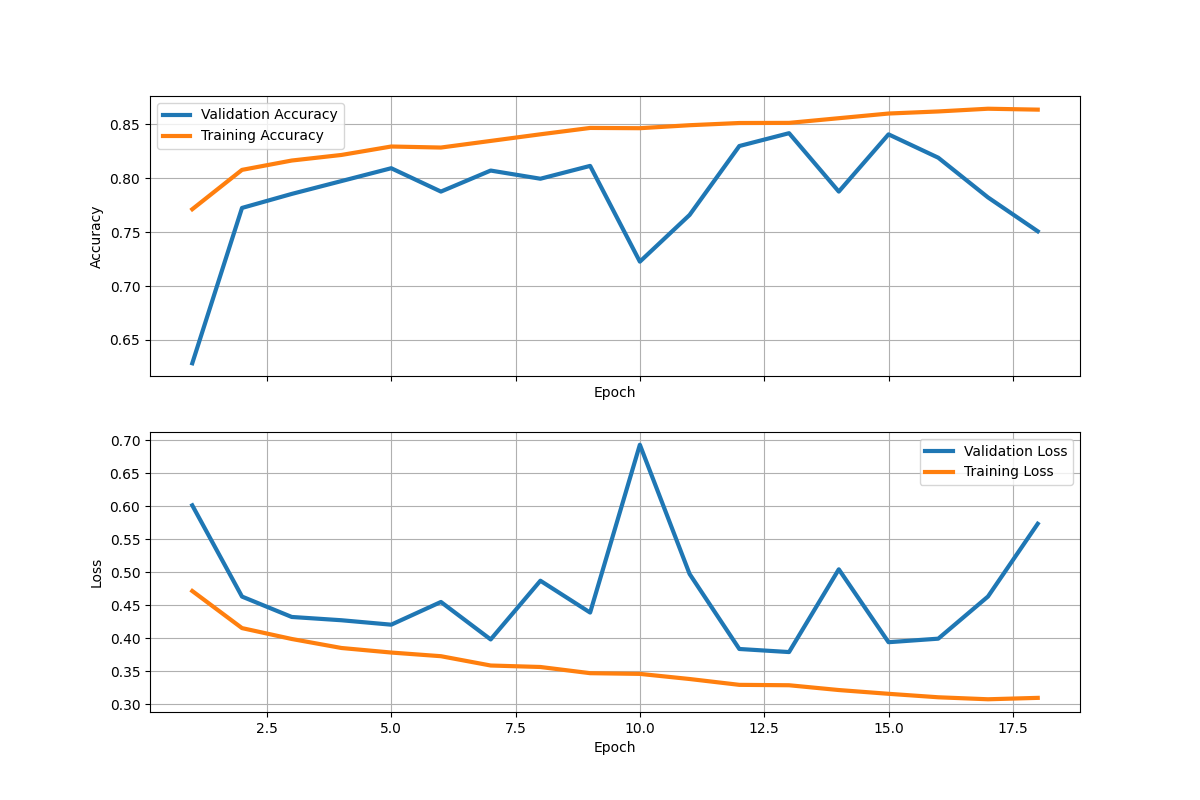 Validation Accuracy
Training Accuracy
0.85
0.80
0.75
0.70
0.65
Accuracy
Epoch
Validation Loss
Training Loss
0.70
0.65
0.60
0.55
0.50
0.45
0.40
0.35
0.30
Loss
2.5 5.0 7.5 10.0 12.5 15.0 17.5
Epoch